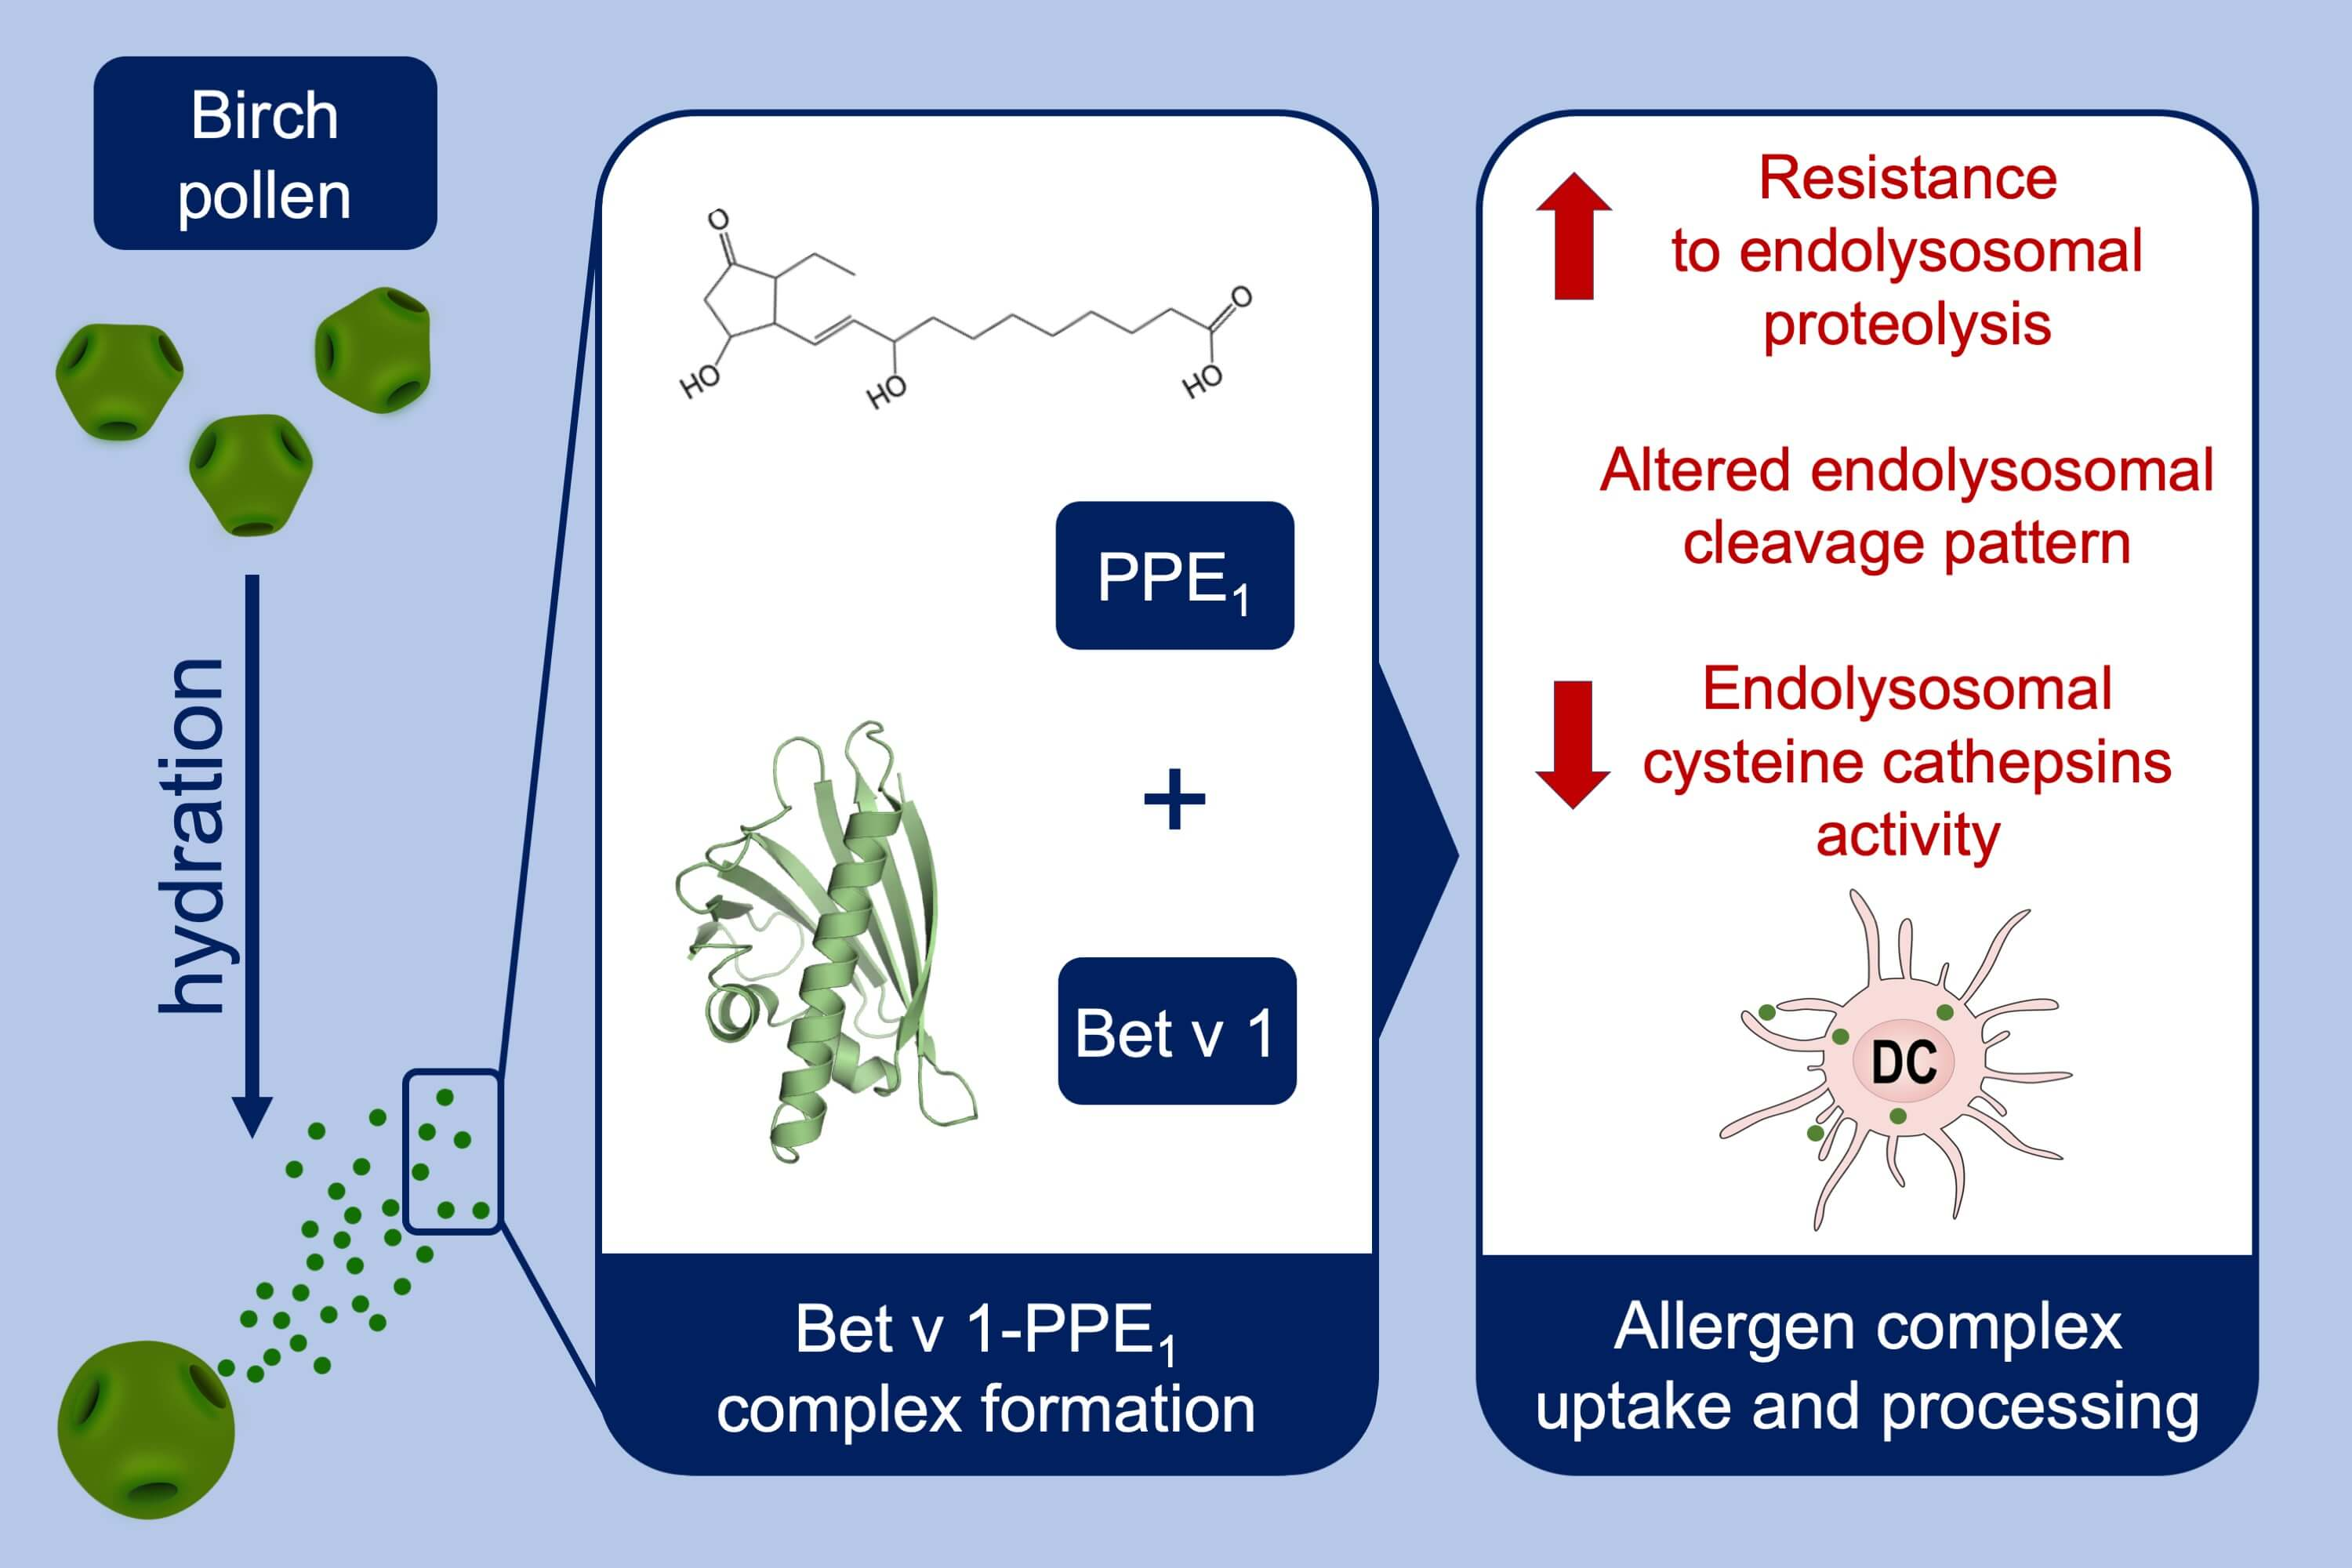 Birch
pollen
hydration
O
HO
HO
O
HO
PPE₁
+
Bet v 1
Bet v 1-PPE₁
complex formation
Resistance
to endolysosomal
proteolysis
Altered endolysosomal
cleavage pattern
Endolysosomal
cysteine cathepsins
activity
DC
Allergen complex
uptake and processing